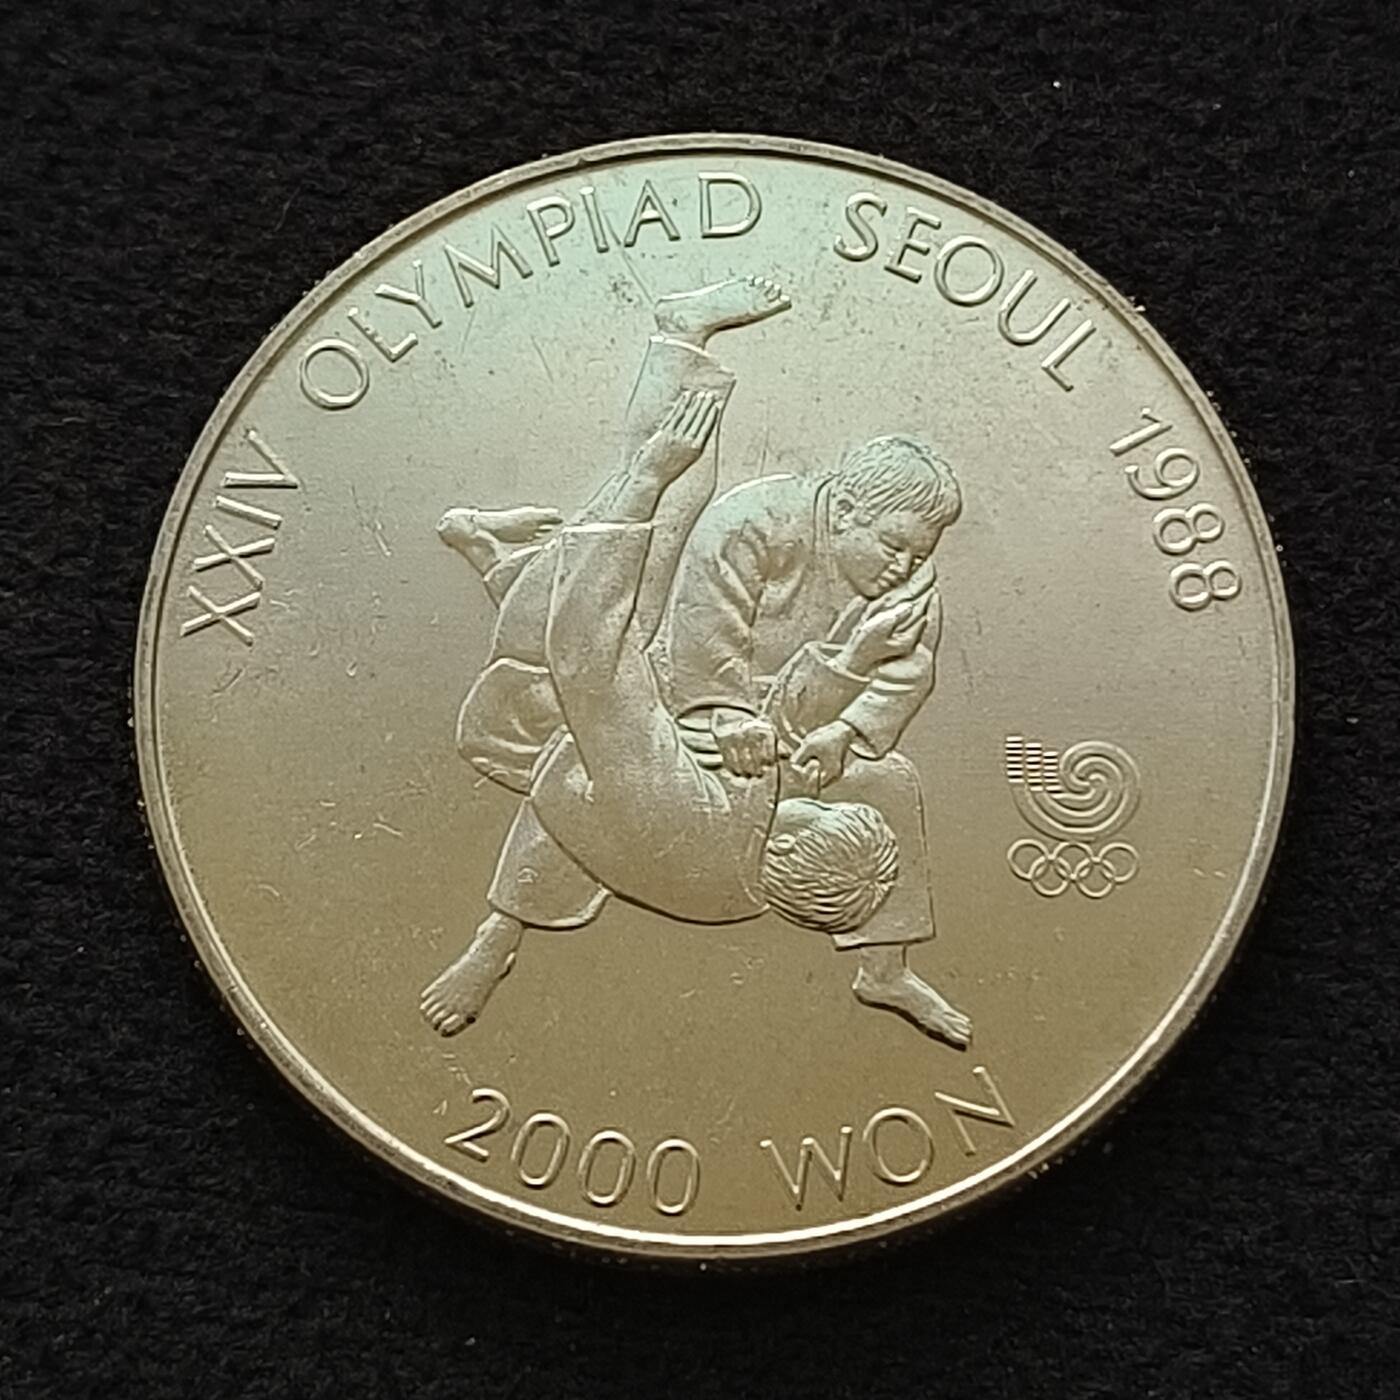 XXIV OLYMPIAD SEOUL 1988
2000 WON